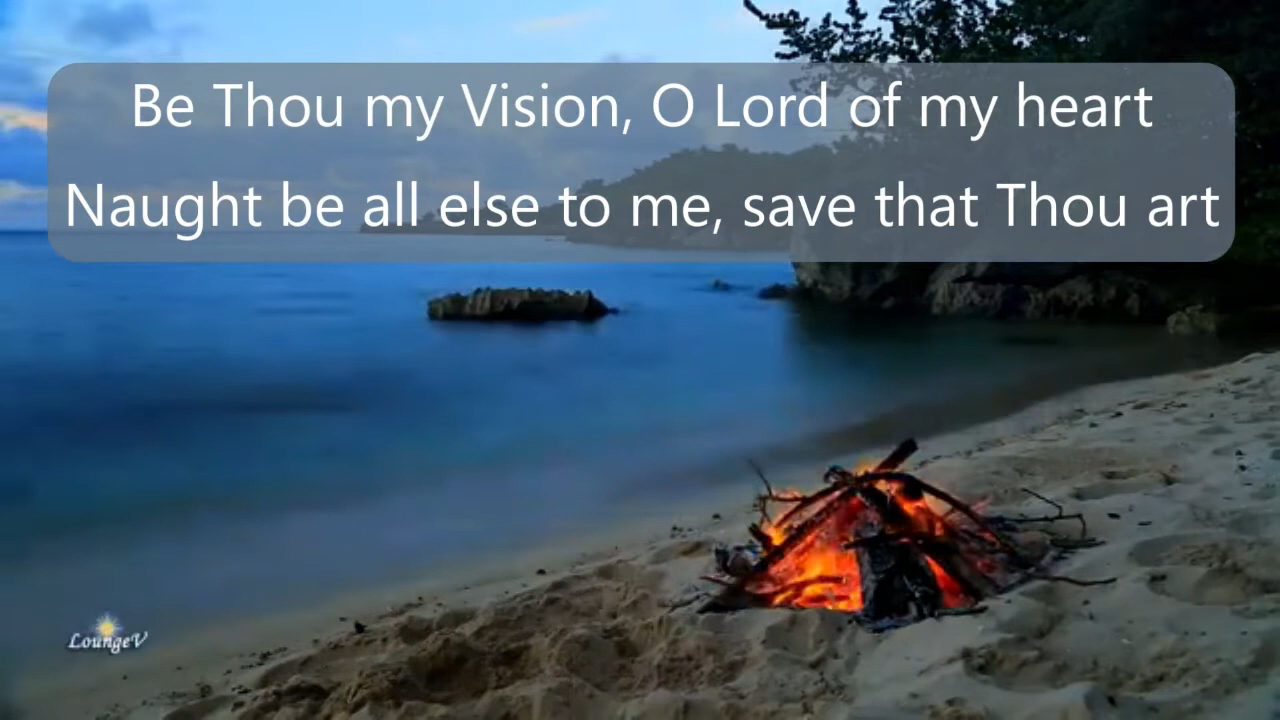 Be Thou my Vision, O Lord of my heart
Naught be all else to me, save that Thou art
LoungeV